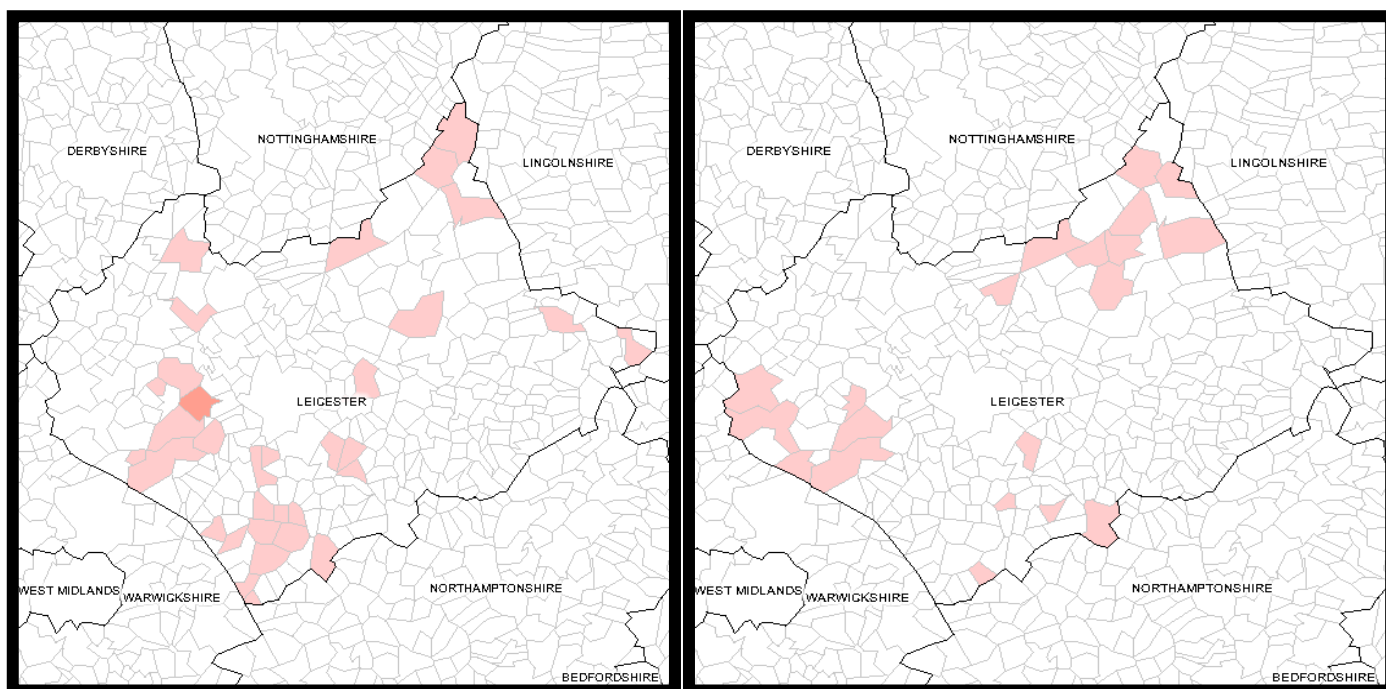 NOTTINGHAMSHIRE
DERBYSHIRE
LINCOLNSHIRE
LEICESTER
WEST MIDLANDS
WARWICKSHIRE
NORTHAMPTONSHIRE
BEDFORDSHIRE
NOTTINGHAMSHIRE
DERBYSHIRE
LINCOLNSHIRE
LEICESTER
WEST MIDLANDS
WARWICKSHIRE
NORTHAMPTONSHIRE
BEDFORDSHIRE